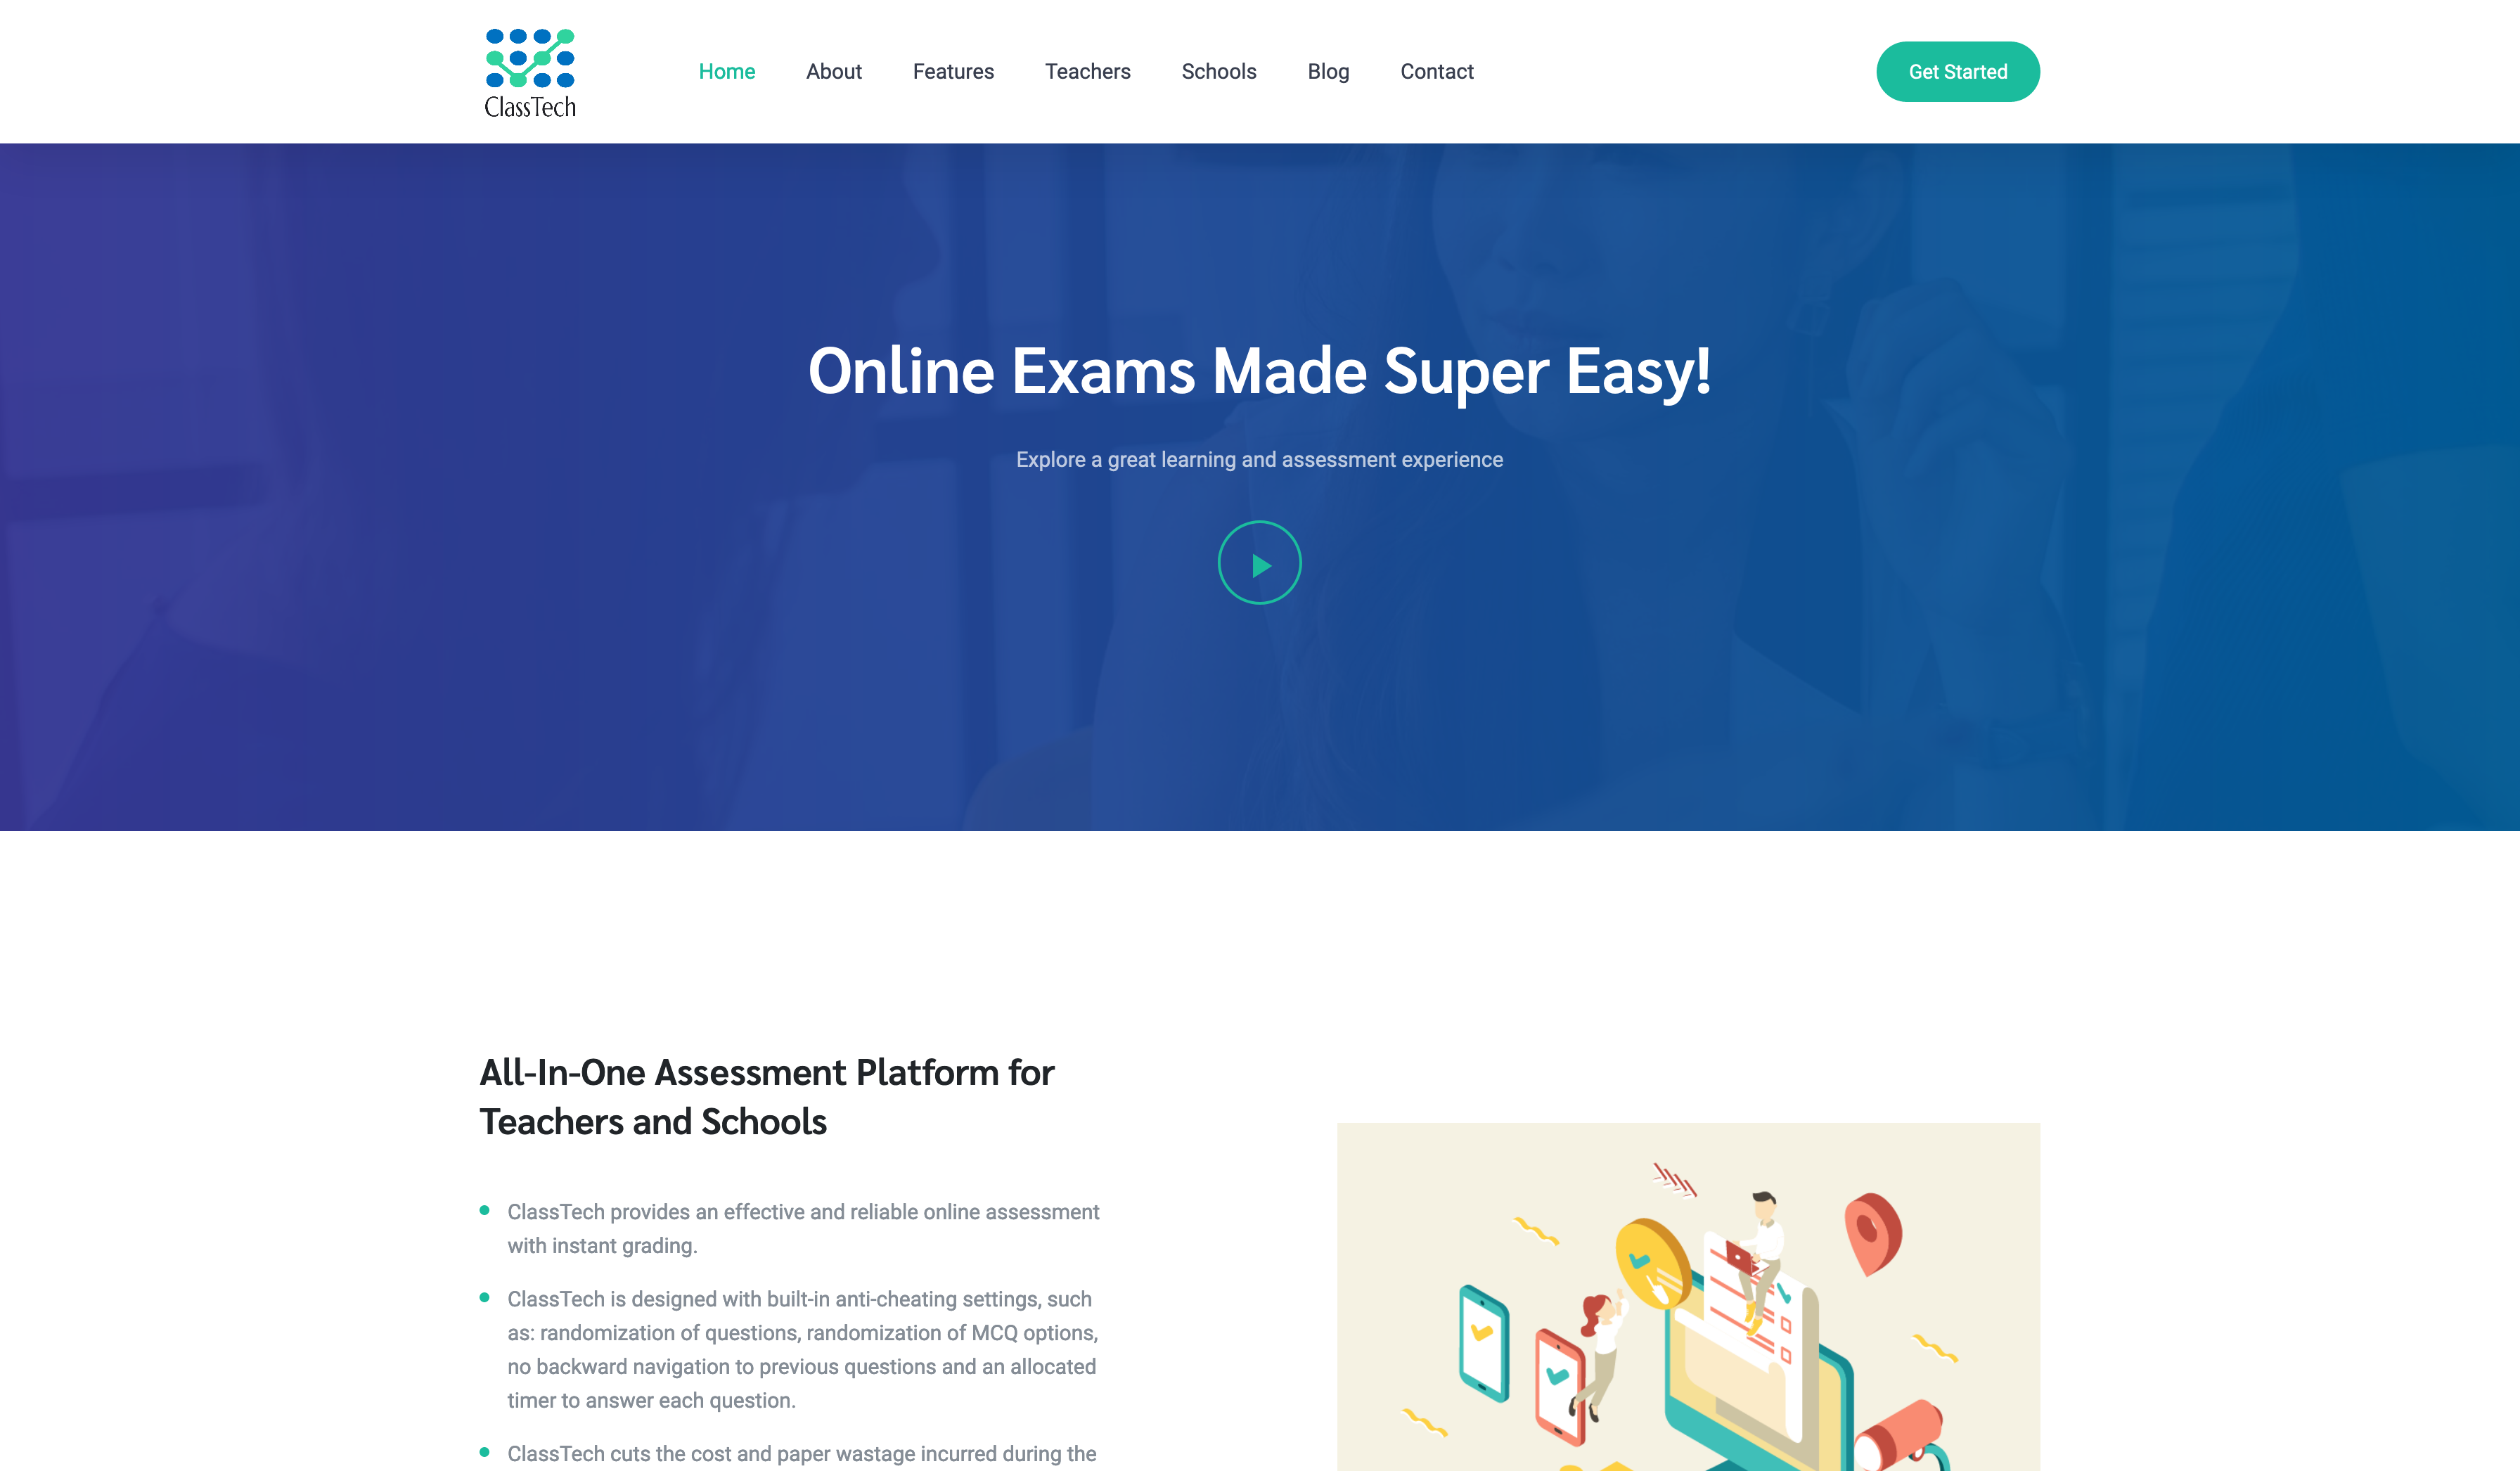 ClassTech
Home
About
Features
Teachers
Schools
Blog
Contact
Get Started
Online Exams Made Super Easy!
Explore a great learning and assessment experience
All-In-One Assessment Platform for
Teachers and Schools
ClassTech provides an effective and reliable online assessment
with instant grading.
ClassTech is designed with built-in anti-cheating settings, such
as: randomization of questions, randomization of MCQ options,
no backward navigation to previous questions and an allocated
timer to answer each question.
ClassTech cuts the cost and paper wastage incurred during the